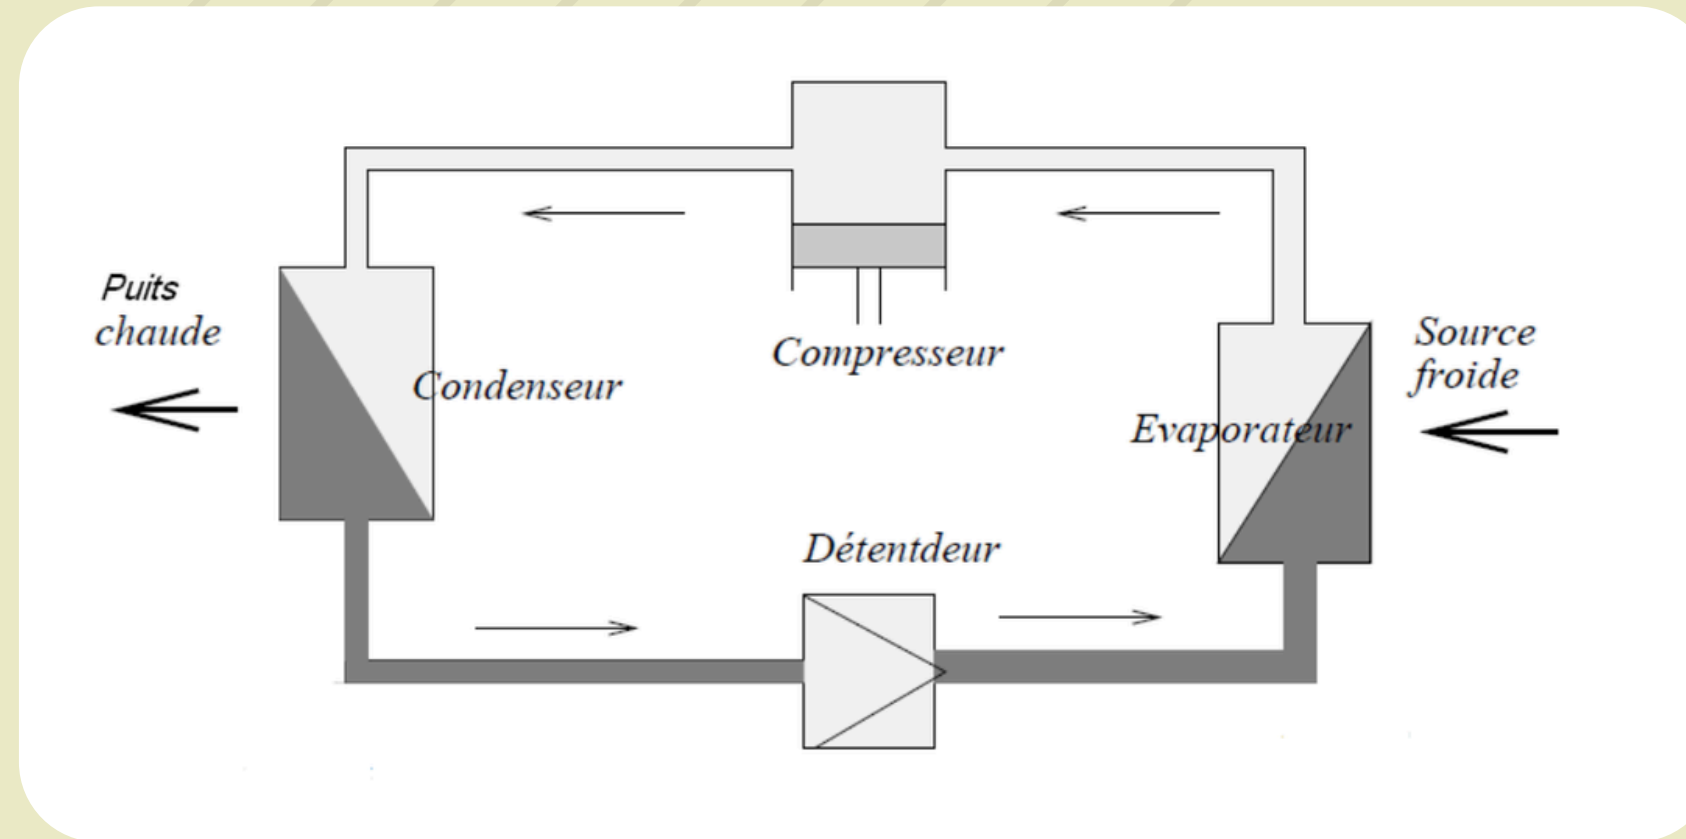 Puits
chaude
Condenseur
Compresseur
Source
froide
Evaporateur
Détentdeur